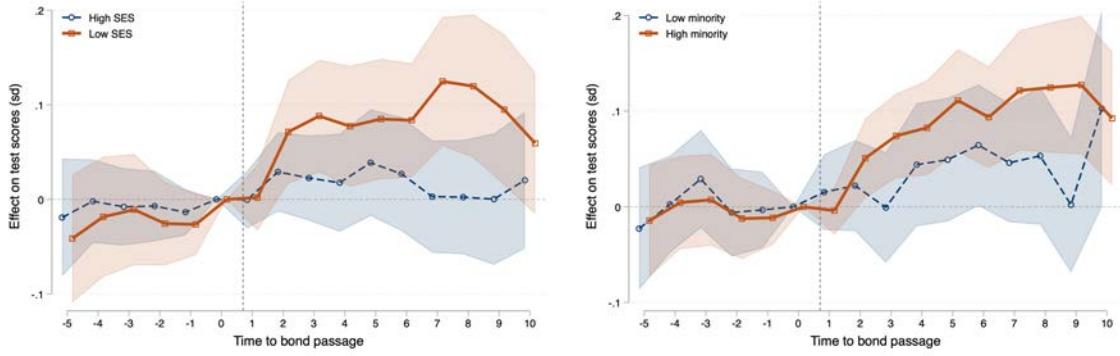 High SES
Low SES
Effect on test scores (sd)
.2
.1
0
-.1
-5 -4 -3 -2 -1 0 1 2 3 4 5 6 7 8 9 10
Time to bond passage
Low minority
High minority
Effect on test scores (sd)
.2
.1
0
-.1
-5 -4 -3 -2 -1 0 1 2 3 4 5 6 7 8 9 10
Time to bond passage